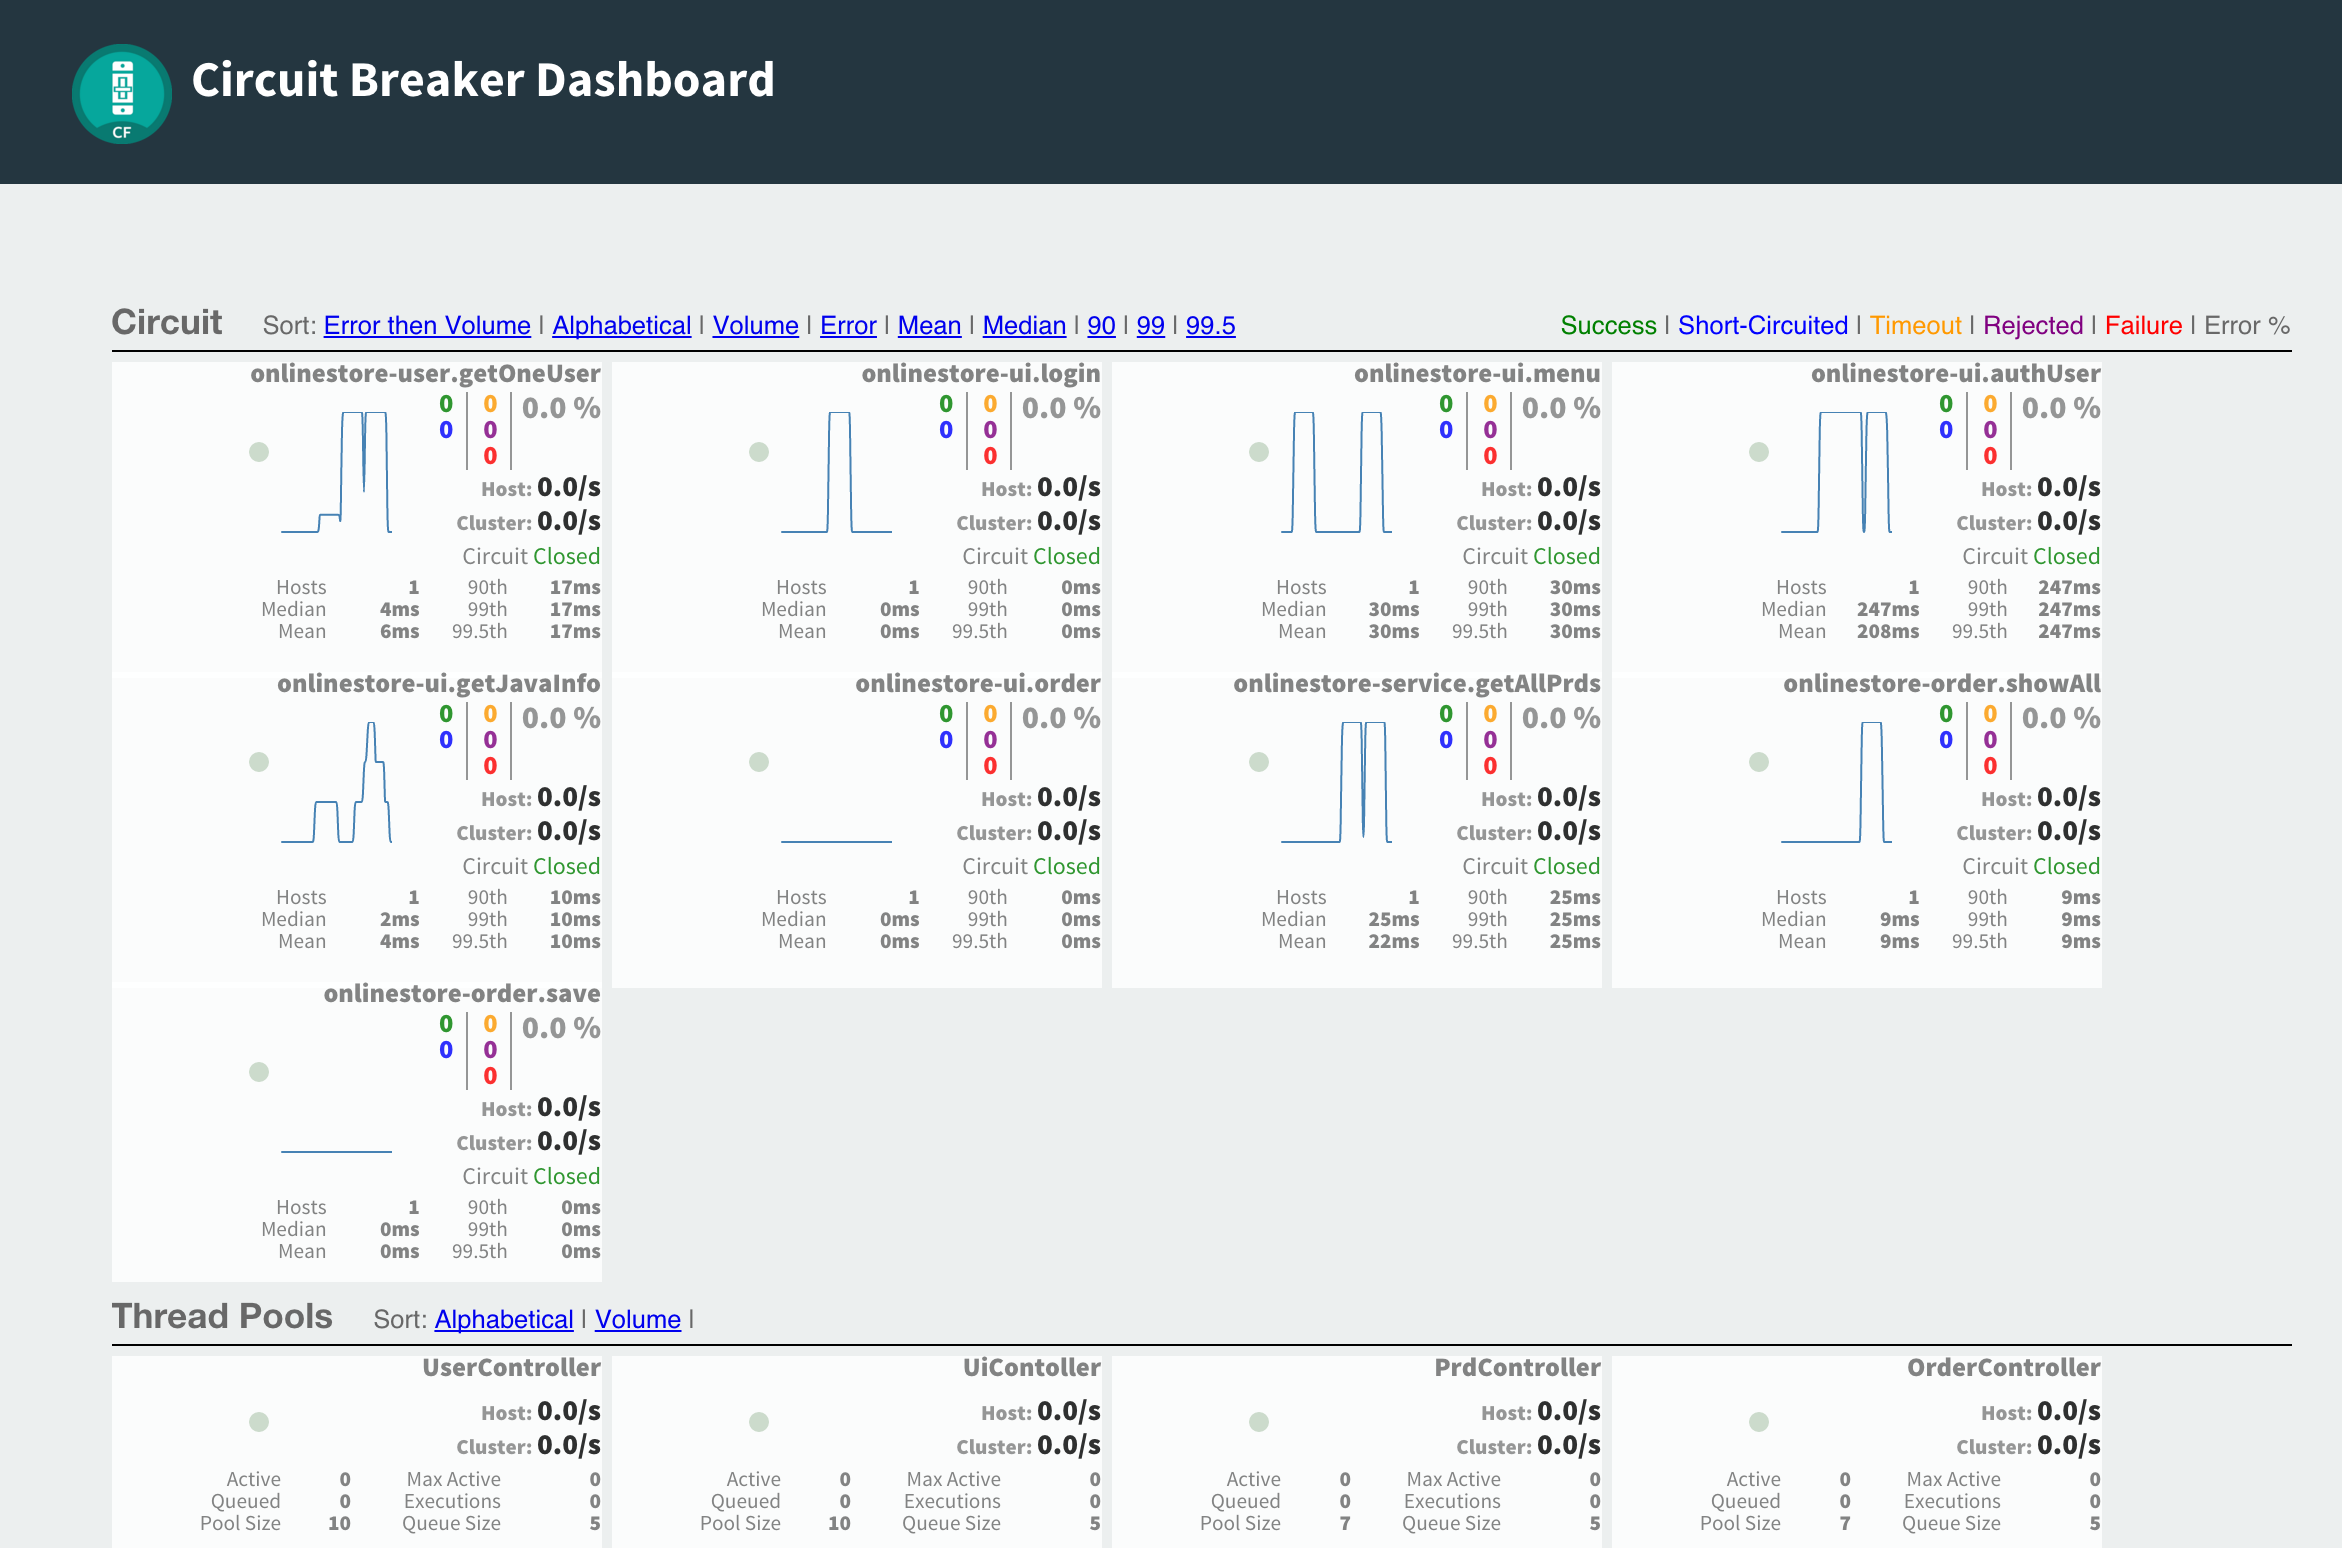 CF
Circuit Breaker Dashboard
Circuit Sort: Error then Volume | Alphabetical | Volume | Error | Mean | Median | 90 | 99 | 99.5
Success | Short-Circuited | Timeout | Rejected | Failure | Error %
onlinestore-user.getOneUser
0 0 0.0 %
0 0
0
Host: 0.0/s
Cluster: 0.0/s
Circuit Closed
Hosts 1 90th 17ms
Median 4ms 99th 17ms
Mean 6ms 99.5th 17ms
onlinestore-ui.login
0 0 0.0 %
0 0
0
Host: 0.0/s
Cluster: 0.0/s
Circuit Closed
Hosts 1 90th 0ms
Median 0ms 99th 0ms
Mean 0ms 99.5th 0ms
onlinestore-ui.menu
0 0 0.0 %
0 0
0
Host: 0.0/s
Cluster: 0.0/s
Circuit Closed
Hosts 1 90th 30ms
Median 30ms 99th 30ms
Mean 30ms 99.5th 30ms
onlinestore-ui.authUser
0 0 0.0 %
0 0
0
Host: 0.0/s
Cluster: 0.0/s
Circuit Closed
Hosts 1 90th 247ms
Median 247ms 99th 247ms
Mean 208ms 99.5th 247ms
onlinestore-ui.getJavaInfo
0 0 0.0 %
0 0
0
Host: 0.0/s
Cluster: 0.0/s
Circuit Closed
Hosts 1 90th 10ms
Median 2ms 99th 10ms
Mean 4ms 99.5th 10ms
onlinestore-ui.order
0 0 0.0 %
0 0
0
Host: 0.0/s
Cluster: 0.0/s
Circuit Closed
Hosts 1 90th 0ms
Median 0ms 99th 0ms
Mean 0ms 99.5th 0ms
onlinestore-service.getAllPrds
0 0 0.0 %
0 0
0
Host: 0.0/s
Cluster: 0.0/s
Circuit Closed
Hosts 1 90th 25ms
Median 25ms 99th 25ms
Mean 22ms 99.5th 25ms
onlinestore-order.showAll
0 0 0.0 %
0 0
0
Host: 0.0/s
Cluster: 0.0/s
Circuit Closed
Hosts 1 90th 9ms
Median 9ms 99th 9ms
Mean 9ms 99.5th 9ms
onlinestore-order.save
0 0 0.0 %
0 0
0
Host: 0.0/s
Cluster: 0.0/s
Circuit Closed
Hosts 1 90th 0ms
Median 0ms 99th 0ms
Mean 0ms 99.5th 0ms
Thread Pools Sort: Alphabetical | Volume |
UserController
Host: 0.0/s
Cluster: 0.0/s
Active 0 Max Active 0
Queued 0 Executions 0
Pool Size 10 Queue Size 5
UiContoller
Host: 0.0/s
Cluster: 0.0/s
Active 0 Max Active 0
Queued 0 Executions 0
Pool Size 10 Queue Size 5
PrdController
Host: 0.0/s
Cluster: 0.0/s
Active 0 Max Active 0
Queued 0 Executions 0
Pool Size 7 Queue Size 5
OrderController
Host: 0.0/s
Cluster: 0.0/s
Active 0 Max Active 0
Queued 0 Executions 0
Pool Size 7 Queue Size 5